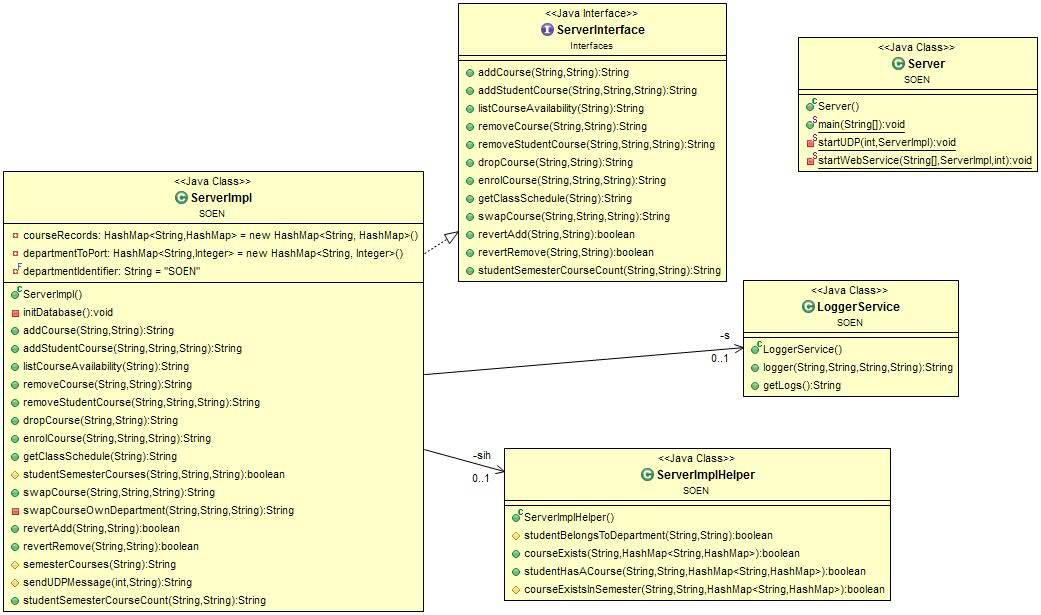 <<Java Interface>>
I ServerInterface
Interfaces
addCourse(String,String):String
addStudentCourse(String,String,String):String
listCourseAvailability(String):String
removeCourse(String,String):String
removeStudentCourse(String,String,String):String
dropCourse(String,String):String
enrolCourse(String,String,String):String
getClassSchedule(String):String
swapCourse(String,String,String):String
revertAdd(String,String):boolean
revertRemove(String,String):boolean
studentSemesterCourseCount(String,String):String
<<Java Class>>
C Server
SOEN
C Server()
S main(String[]):void
S startUDP(int,ServerImpl):void
S startWebService(String[],ServerImpl,int):void
<<Java Class>>
C ServerImpl
SOEN
courseRecords: HashMap<String,HashMap> = new HashMap<String, HashMap>()
departmentToPort: HashMap<String,Integer> = new HashMap<String, Integer>()
F departmentIdentifier: String = "SOEN"
C ServerImpl()
initDatabase():void
addCourse(String,String):String
addStudentCourse(String,String,String):String
listCourseAvailability(String):String
removeCourse(String,String):String
removeStudentCourse(String,String,String):String
dropCourse(String,String):String
enrolCourse(String,String,String):String
getClassSchedule(String):String
studentSemesterCourses(String,String,String):boolean
swapCourse(String,String,String):String
swapCourseOwnDepartment(String,String,String):String
revertAdd(String,String):boolean
revertRemove(String,String):boolean
semesterCourses(String):String
sendUDPMessage(int,String):String
studentSemesterCourseCount(String,String):String
-s
0..1
<<Java Class>>
C LoggerService
SOEN
C LoggerService()
logger(String,String,String,String):String
getLogs():String
-sih
0..1
<<Java Class>>
C ServerImplHelper
SOEN
C ServerImplHelper()
studentBelongsToDepartment(String,String):boolean
courseExists(String,HashMap<String,HashMap>):boolean
studentHasACourse(String,String,HashMap<String,HashMap>):boolean
courseExistsInSemester(String,String,HashMap<String,HashMap>):boolean